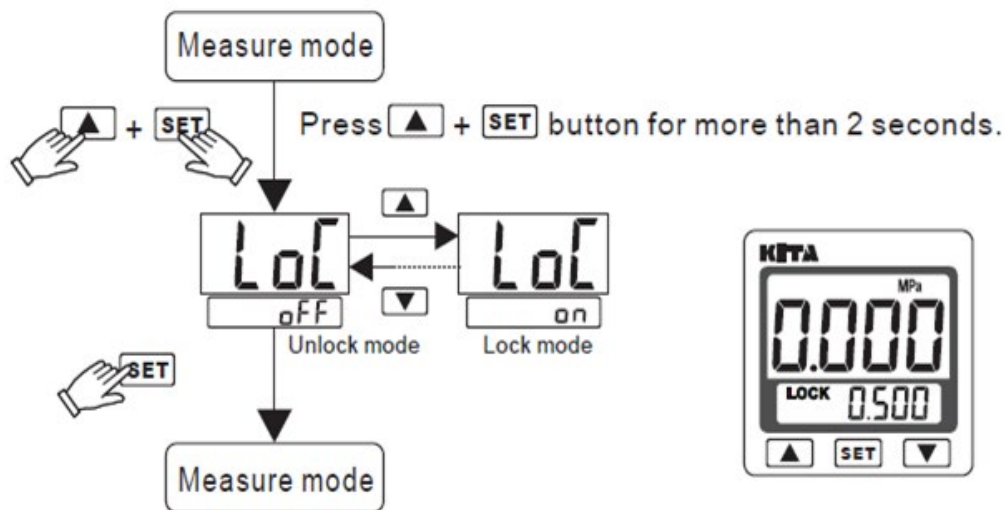 Measure mode
▲ + SET
Press ▲ + SET button for more than 2 seconds.
▲
LoC
LoC
▼
oFF
on
Unlock mode
Lock mode
SET
Measure mode
KITA
MPa
0.000
LOCK 0.500
▲ SET ▼